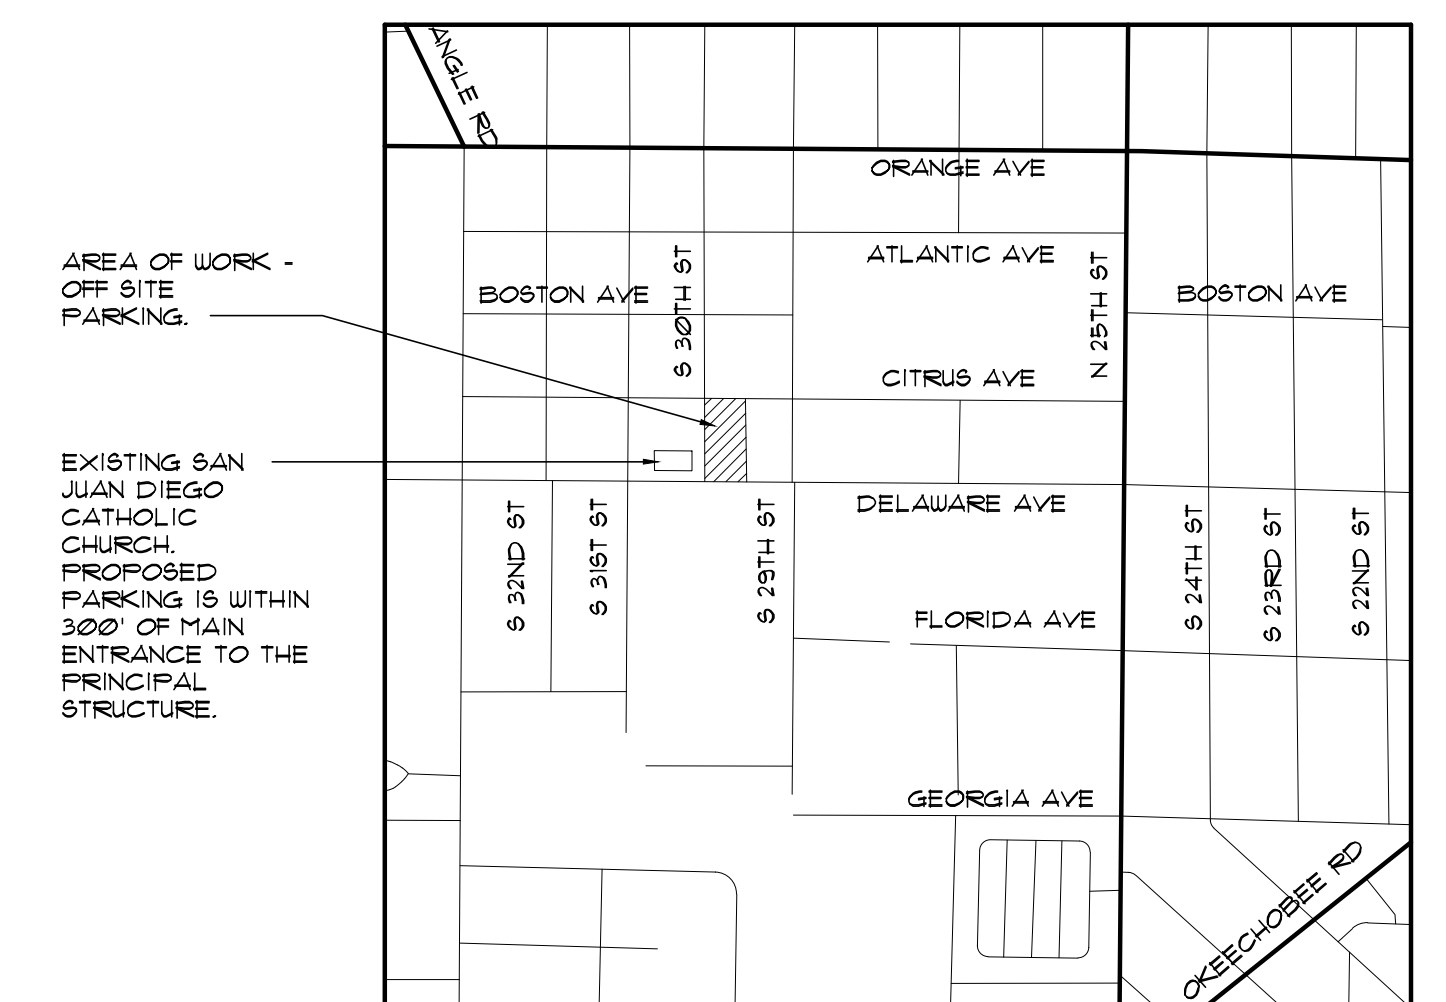 ANGLE RD
ORANGE AVE
AREA OF WORK -
OFF SITE
PARKING.
ATLANTIC AVE
S 30TH ST
N 25TH ST
BOSTON AVE
BOSTON AVE
CITRUS AVE
EXISTING SAN
JUAN DIEGO
CATHOLIC
CHURCH.
PROPOSED
PARKING IS WITHIN
300' OF MAIN
ENTRANCE TO THE
PRINCIPAL
STRUCTURE.
DELAWARE AVE
S 32ND ST
S 31ST ST
S 29TH ST
S 24TH ST
S 23RD ST
S 22ND ST
FLORIDA AVE
GEORGIA AVE
OKEECHOBEE RD